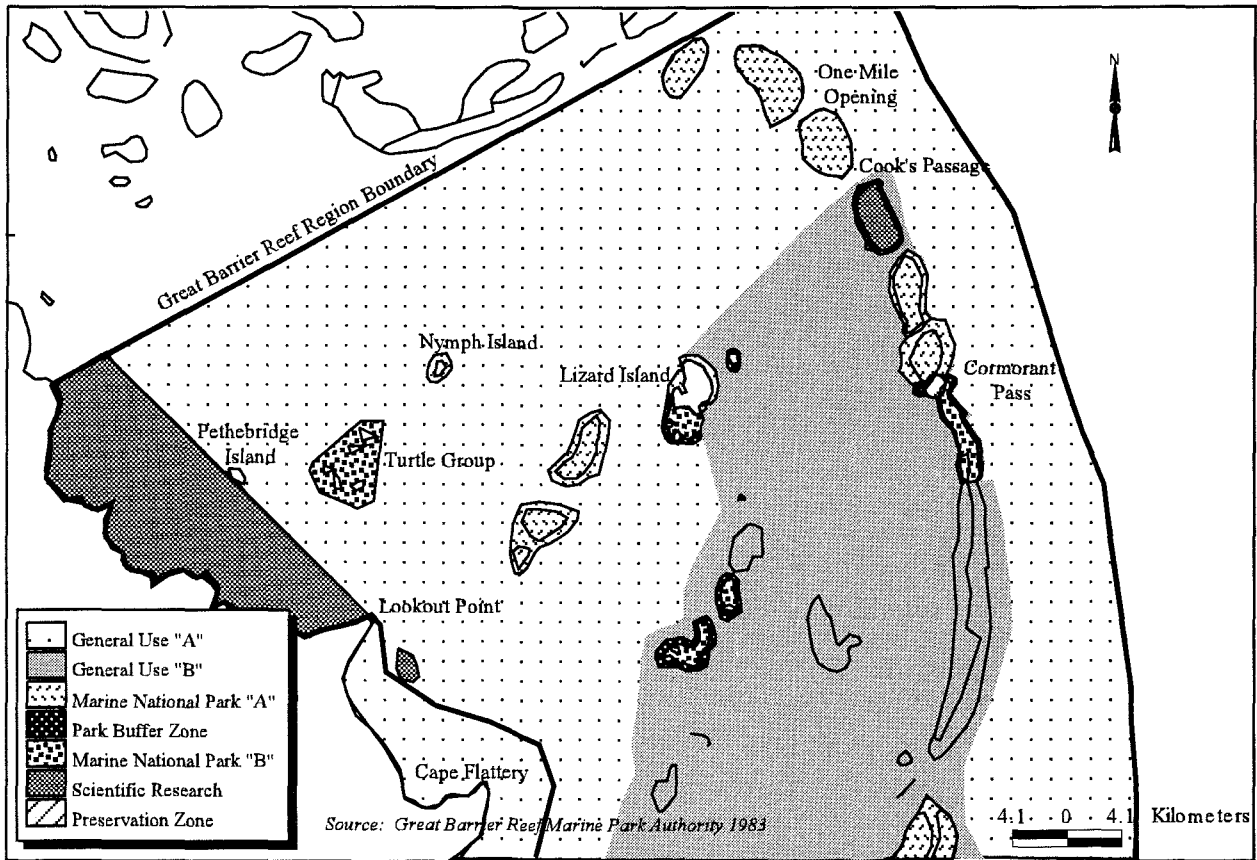 N
One Mile
Opening
Cook's Passage
Great Barrier Reef Region Boundary
Nymph Island
Lizard Island
Cormorant
Pass
Pethebridge
Island
Turtle Group
Lookout Point
General Use "A"
General Use "B"
Marine National Park "A"
Park Buffer Zone
Marine National Park "B"
Scientific Research
Preservation Zone
Cape Flattery
Source: Great Barrier Reef Marine Park Authority 1983
4.1 0 4.1 Kilometers